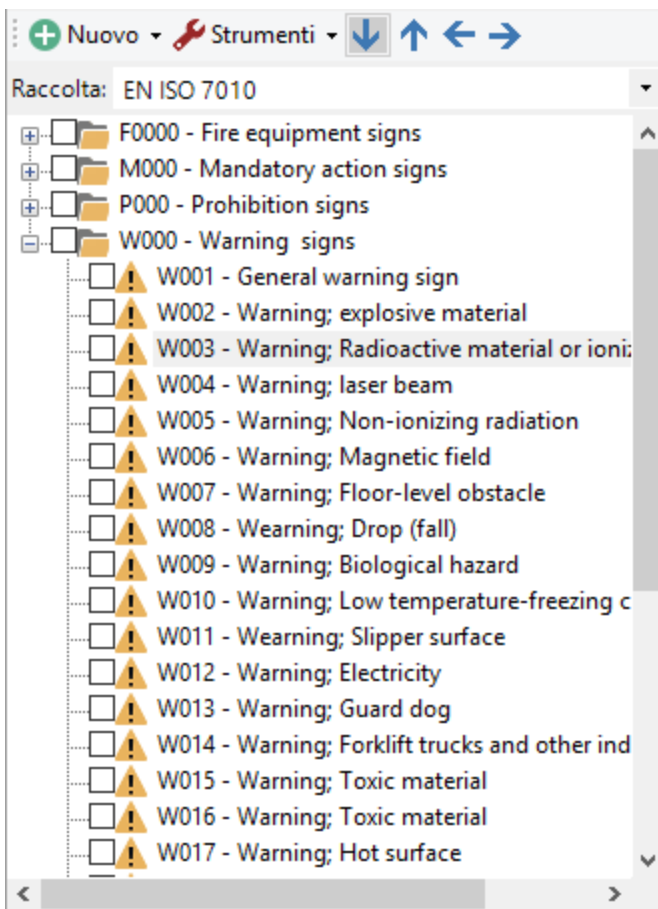 Nuovo Strumenti
Raccolta: EN ISO 7010
F0000 - Fire equipment signs
M000 - Mandatory action signs
P000 - Prohibition signs
W000 - Warning signs
W001 - General warning sign
W002 - Warning; explosive material
W003 - Warning; Radioactive material or
W004 - Warning; laser beam
W005 - Warning; Non-ionizing radiation
W006 - Warning; Magnetic field
W007 - Warning; Floor-level obstacle
W008 - Wearning; Drop (fall)
W009 - Warning; Biological hazard
W010 - Warning; Low temperature-freezing c
W011 - Wearning; Slipper surface
W012 - Warning; Electricity
W013 - Warning; Guard dog
W014 - Warning; Forklift trucks and other ind
W015 - Warning; Toxic material
W016 - Warning; Toxic material
W017 - Warning; Hot surface